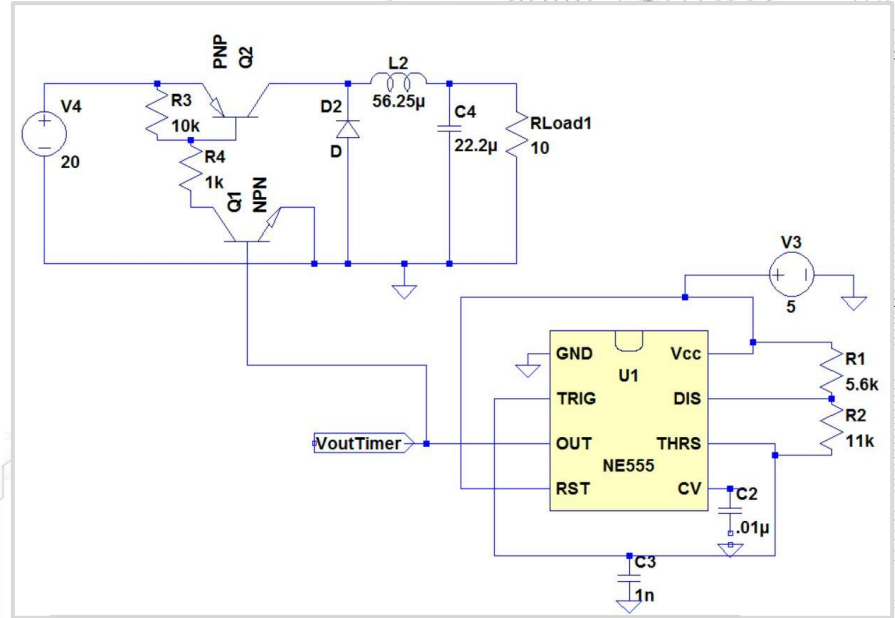 PNP
Q2
L2
56.25µ
V4
20
R3
10k
D2
D
C4
22.2µ
RLoad1
10
R4
1k
Q1
NPN
V3
5
GND
Vcc
U1
R1
5.6k
TRIG
DIS
R2
11k
VoutTimer
OUT
THRS
NE555
RST
CV
C2
.01µ
C3
1n